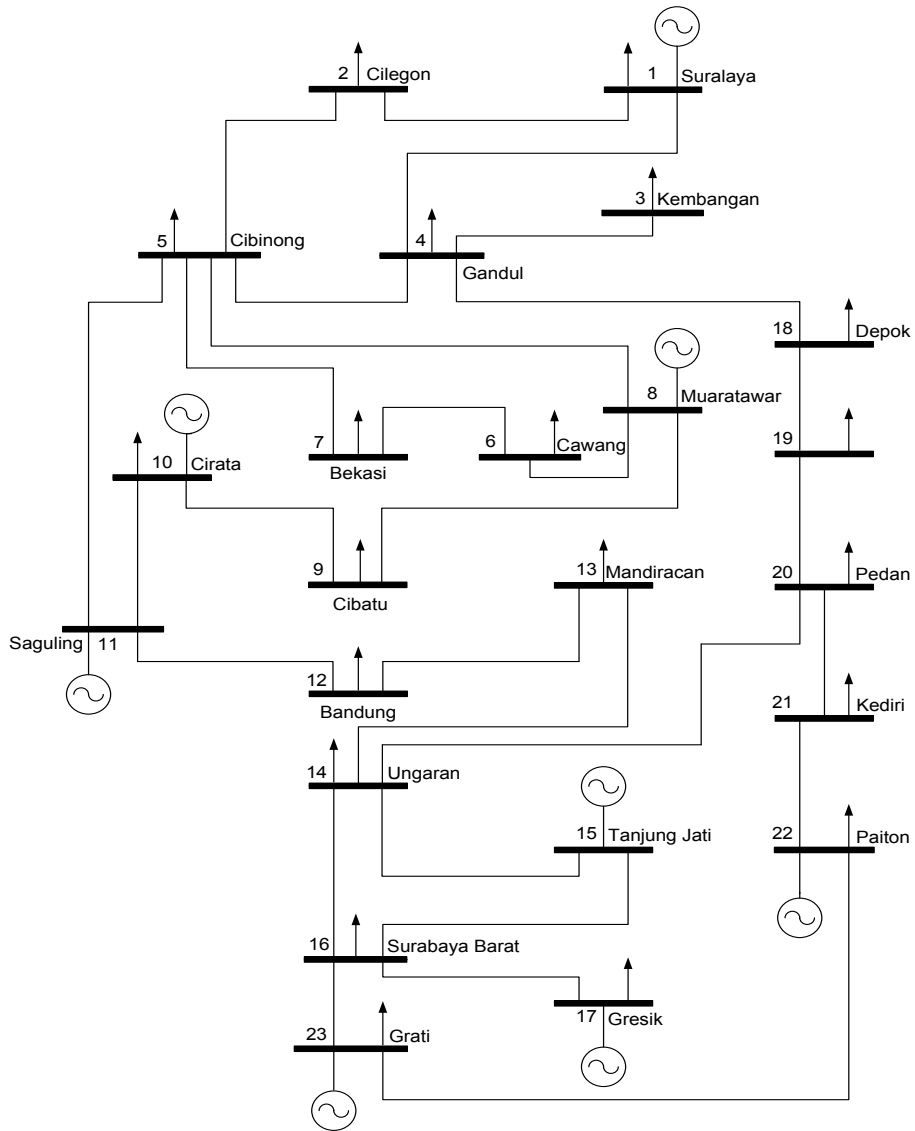 2 Cilegon
1 Suralaya
3 Kembangan
5 Cibinong
4
Gandul
18 Depok
8 Muaratawar
19
7
Bekasi
6 Cawang
10 Cirata
9
Cibatu
13 Mandiracan
20 Pedan
Saguling 11
12
Bandung
21 Kediri
14 Ungaran
15 Tanjung Jati
22 Paiton
16 Surabaya Barat
17 Gresik
23 Grati